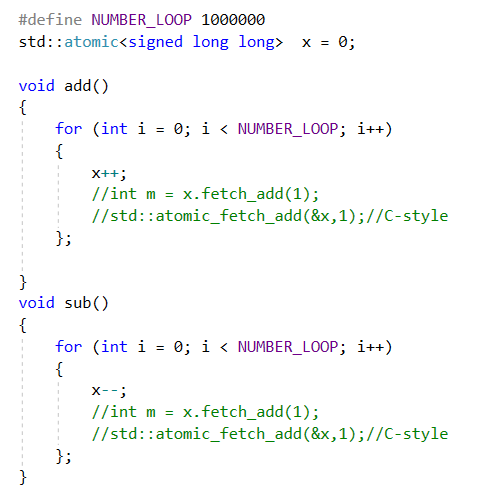 #define NUMBER_LOOP 1000000
std::atomic<signed long long>  x = 0;
void add()
{
    for (int i = 0; i < NUMBER_LOOP; i++)
    {
        x++;
        //int m = x.fetch_add(1);
        //std::atomic_fetch_add(&x,1);//C-style
    };
}
void sub()
{
    for (int i = 0; i < NUMBER_LOOP; i++)
    {
        x--;
        //int m = x.fetch_add(1);
        //std::atomic_fetch_add(&x,1);//C-style
    };
}